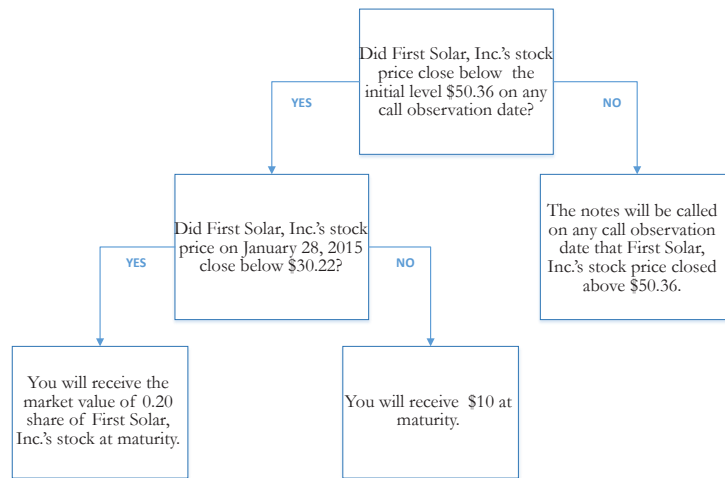 Did First Solar, Inc.'s stock
price close below the
initial level $50.36 on any
call observation date?
YES
NO
Did First Solar, Inc.'s stock
price on January 28, 2015
close below $30.22?
The notes will be called
on any call observation
date that First Solar,
Inc.'s stock price closed
above $50.36.
YES
NO
You will receive the
market value of 0.20
share of First Solar,
Inc.'s stock at maturity.
You will receive $10 at
maturity.